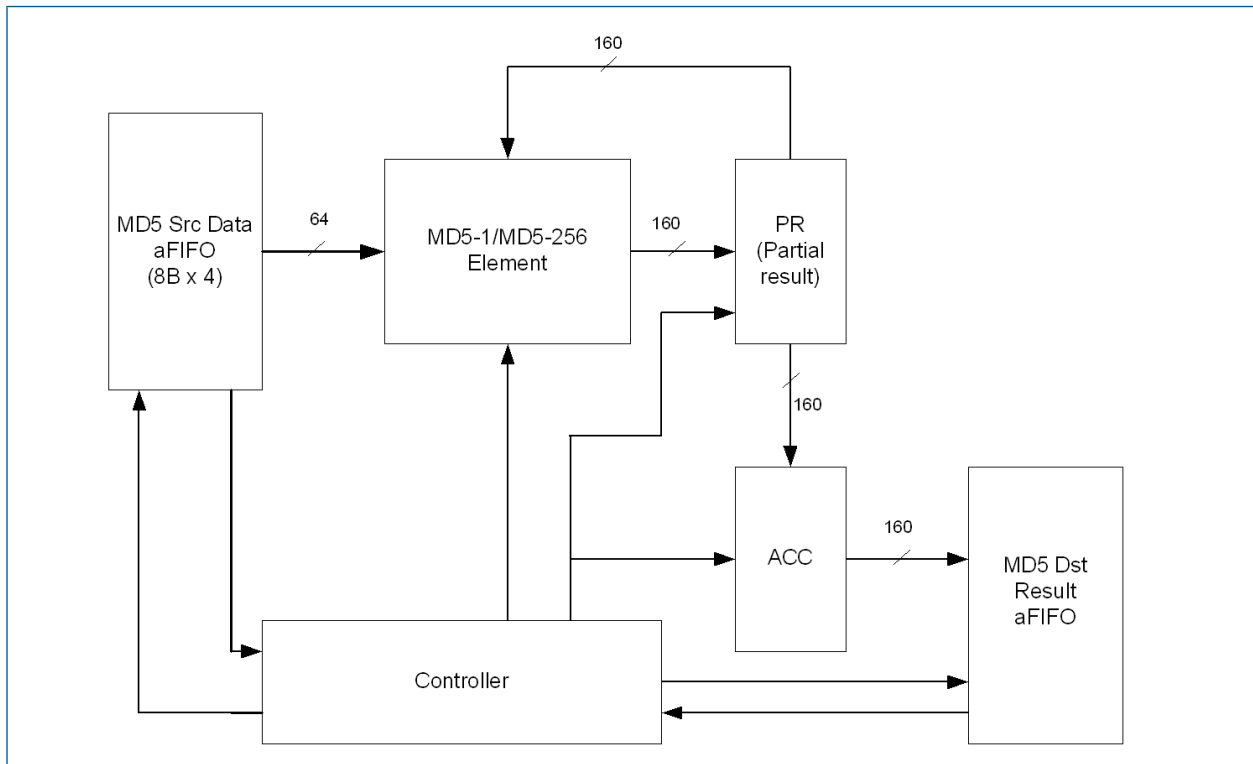 160
MD5 Src Data
aFIFO
(8B x 4)
64
MD5-1/MD5-256
Element
160
PR
(Partial
result)
160
ACC
160
MD5 Dst
Result
aFIFO
Controller